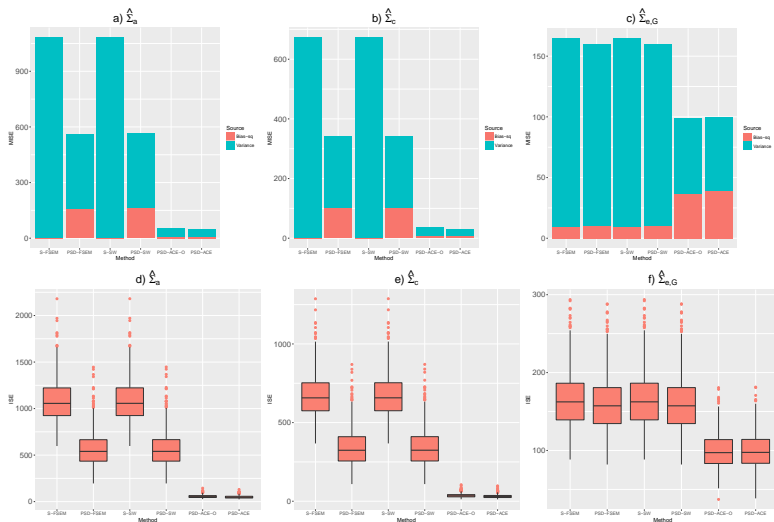 a) Σ̂a
b) Σ̂c
c) Σ̂e,G
MISE
900
600
300
0
S-FSEM PSD-FSEM S-SW PSD-SW PSD-ACE-O PSD-ACE
Method
Source
Bias-sq
Variance
MISE
600
400
200
0
S-FSEM PSD-FSEM S-SW PSD-SW PSD-ACE-O PSD-ACE
Method
Source
Bias-sq
Variance
MISE
150
100
50
0
S-FSEM PSD-FSEM S-SW PSD-SW PSD-ACE-O PSD-ACE
Method
Source
Bias-sq
Variance
d) Σ̂a
e) Σ̂c
f) Σ̂e,G
ISE
2000
1500
1000
500
0
S-FSEM PSD-FSEM S-SW PSD-SW PSD-ACE-O PSD-ACE
Method
ISE
1000
500
0
S-FSEM PSD-FSEM S-SW PSD-SW PSD-ACE-O PSD-ACE
Method
ISE
300
200
100
S-FSEM PSD-FSEM S-SW PSD-SW PSD-ACE-O PSD-ACE
Method